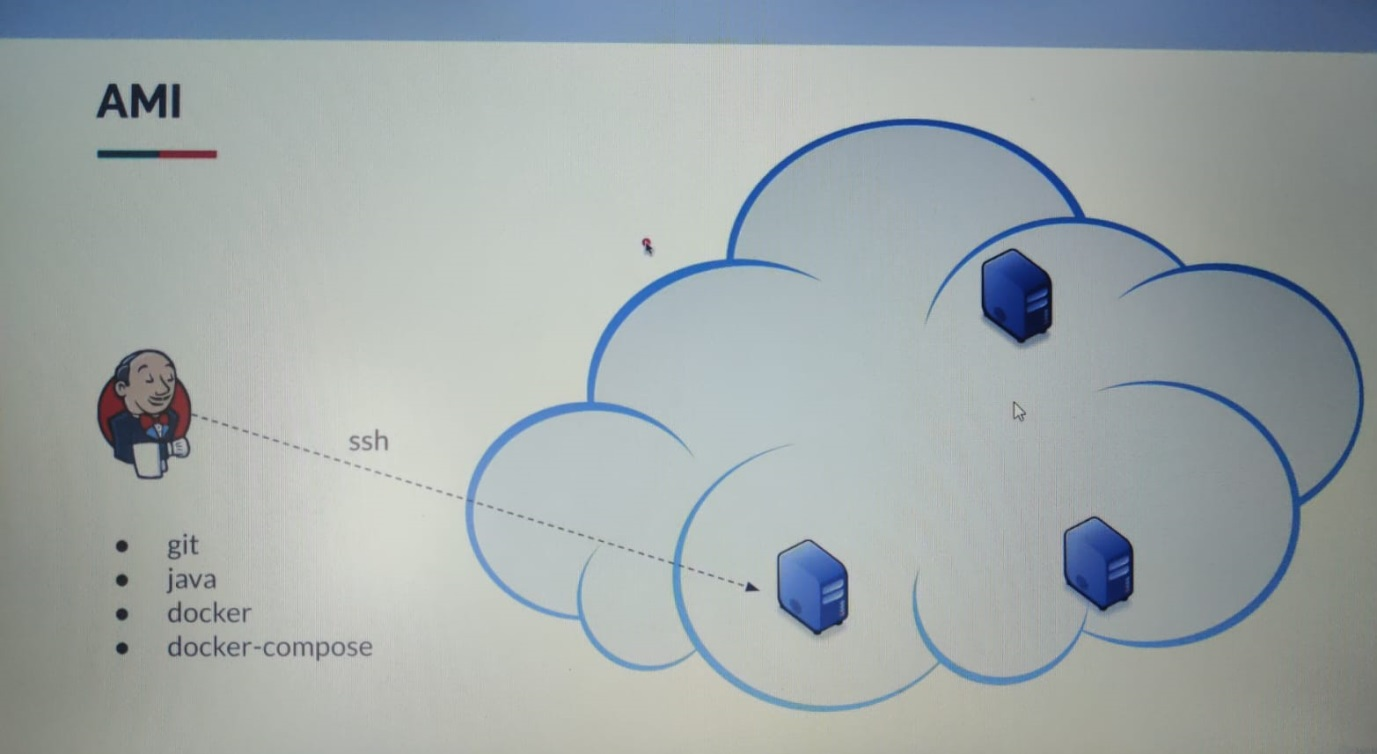 AMI
ssh
git
java
docker
docker-compose